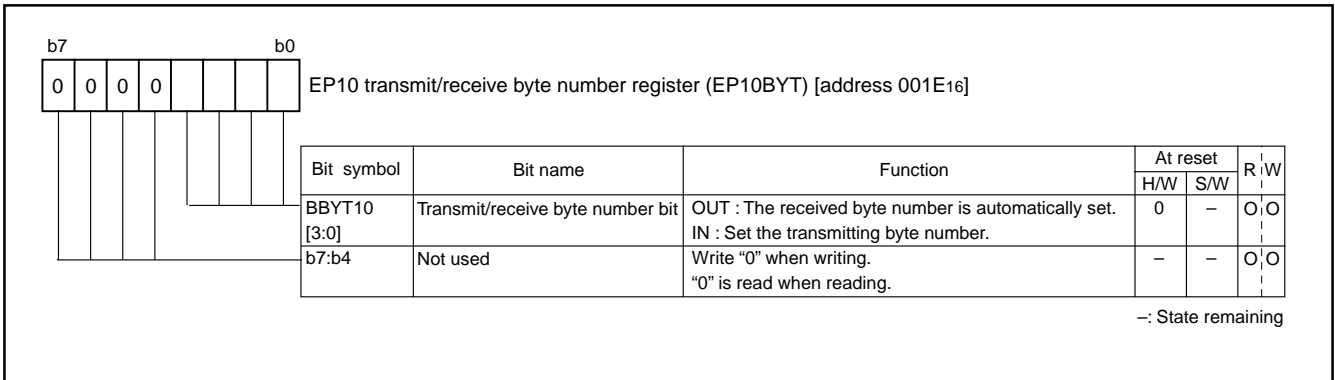 b7 b0
0 0 0 0
EP10 transmit/receive byte number register (EP10BYT) [address 001E16]
Bit symbol Bit name Function At reset R W
H/W S/W
BBYT10 Transmit/receive byte number bit OUT : The received byte number is automatically set. 0 – O O
[3:0] IN : Set the transmitting byte number.
b7:b4 Not used Write “0” when writing. – – O O
“0” is read when reading.
–: State remaining